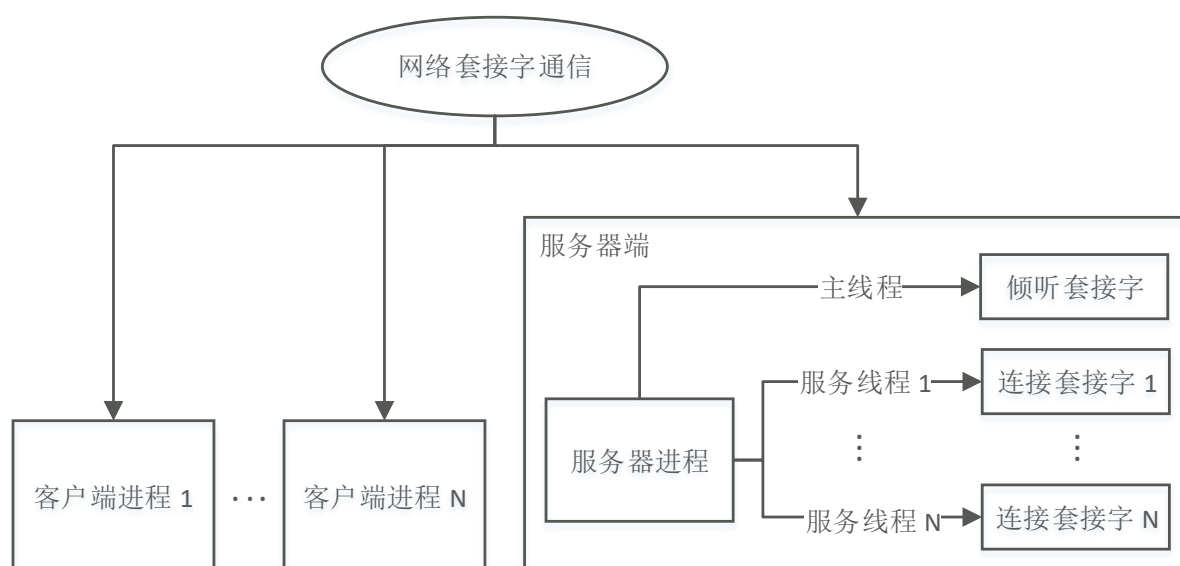 网络套接字通信
服务器端
主线程
倾听套接字
服务线程 1
连接套接字 1
⋮
⋮
服务器进程
客户端进程 1
···
客户端进程 N
服务线程 N
连接套接字 N